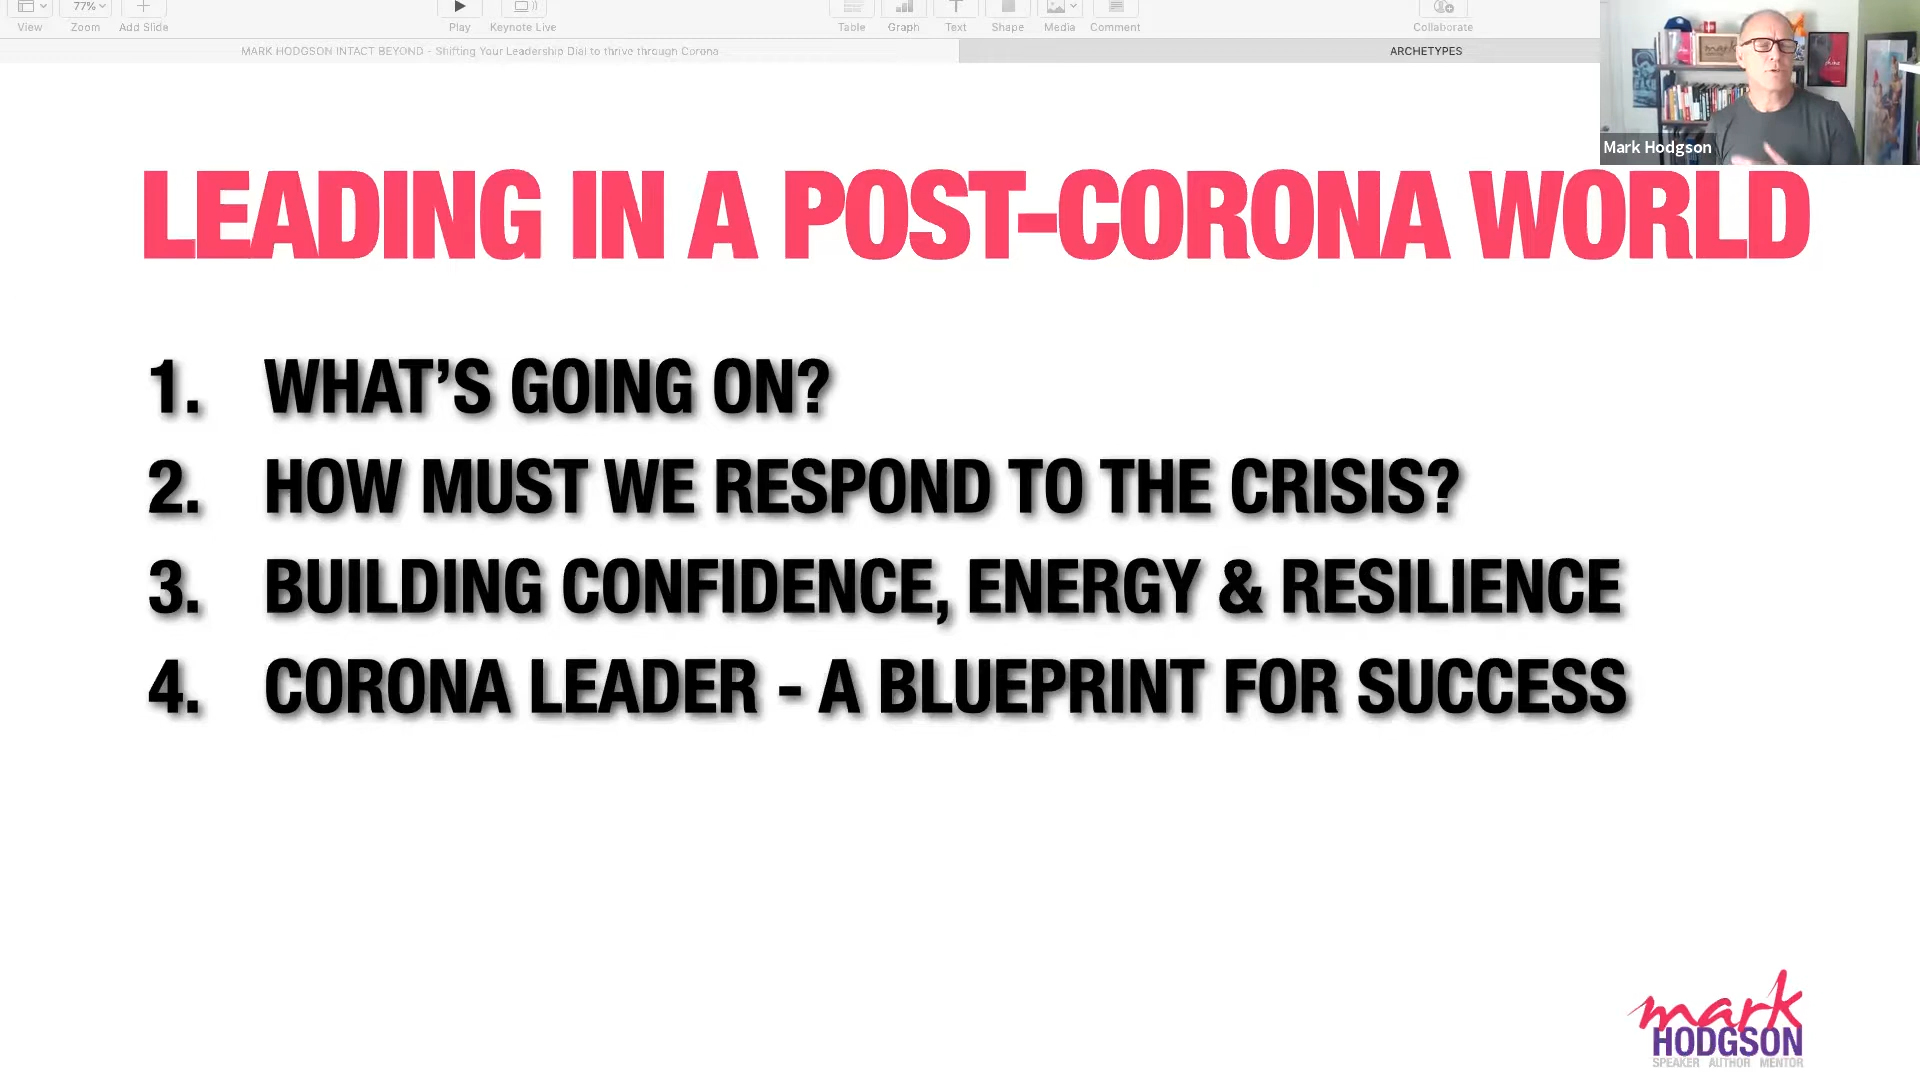 View
77%
Zoom
Add Slide
Play
Keynote Live
Table
Graph
Text
Shape
Media
Comment
Collaborate
MARK HODGSON INTACT BEYOND - Shifting Your Leadership Dial to thrive through Corona
ARCHETYPES
mark
Mark Hodgson
LEADING IN A POST-CORONA WORLD
1. WHAT’S GOING ON?
2. HOW MUST WE RESPOND TO THE CRISIS?
3. BUILDING CONFIDENCE, ENERGY & RESILIENCE
4. CORONA LEADER - A BLUEPRINT FOR SUCCESS
mark
HODGSON
SPEAKER AUTHOR MENTOR